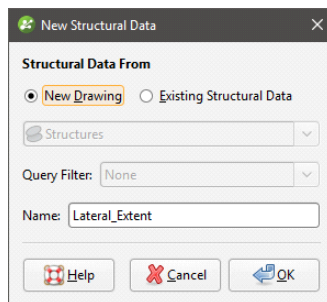 New Structural Data
Structural Data From
New Drawing Existing Structural Data
Structures
Query Filter: None
Name: Lateral_Extent
Help Cancel OK